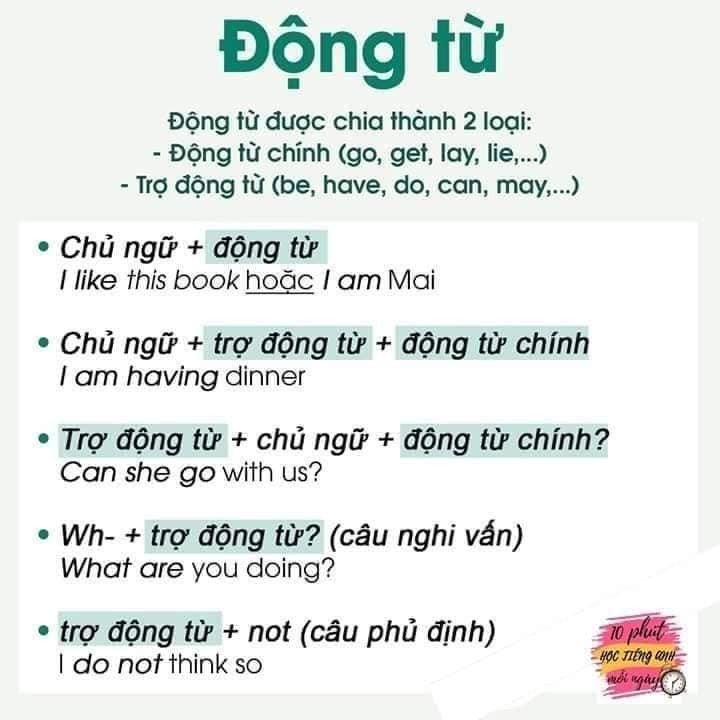 Động từ
Động từ được chia thành 2 loại:
- Động từ chính (go, get, lay, lie,...)
- Trợ động từ (be, have, do, can, may,...)
• Chủ ngữ + động từ
I like this book hoặc I am Mai
• Chủ ngữ + trợ động từ + động từ chính
I am having dinner
• Trợ động từ + chủ ngữ + động từ chính?
Can she go with us?
• Wh- + trợ động từ? (câu nghi vấn)
What are you doing?
• trợ động từ + not (câu phủ định)
I do not think so
10 phút
HỌC TIẾNG ANH
mỗi ngày